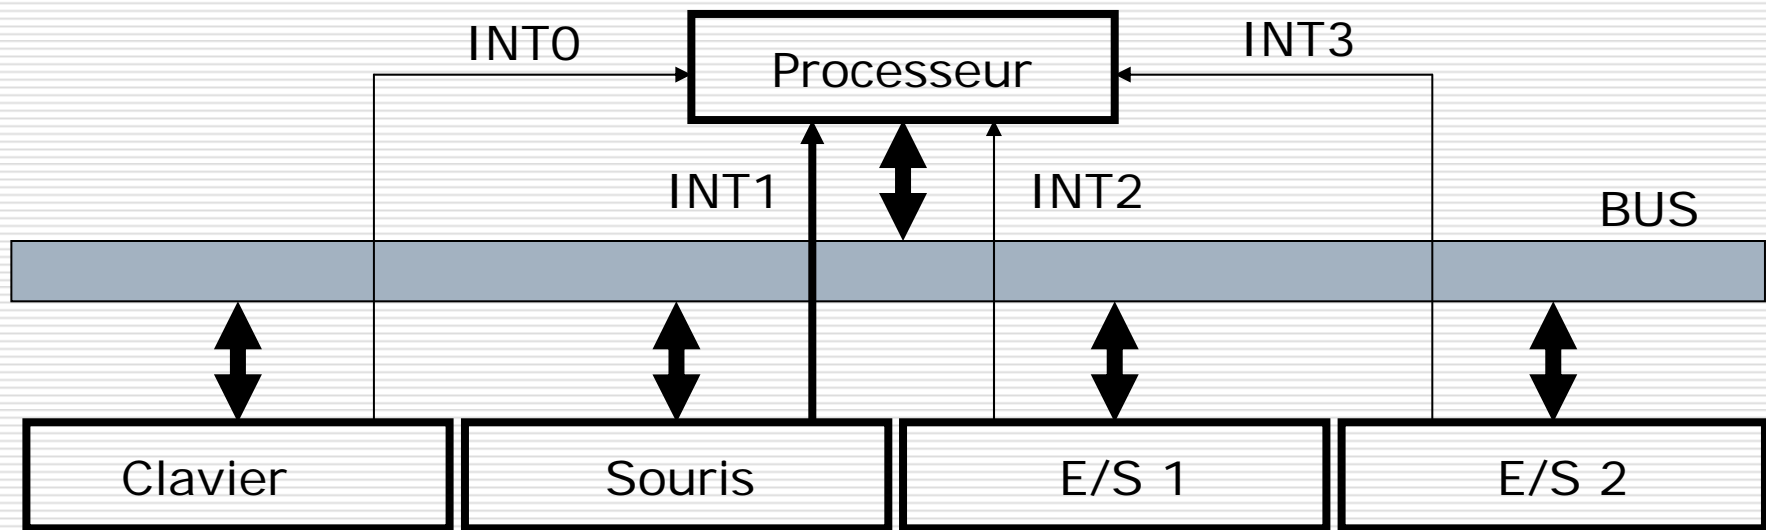 INT0
Processeur
INT3
INT1
INT2
BUS
Clavier
Souris
E/S 1
E/S 2